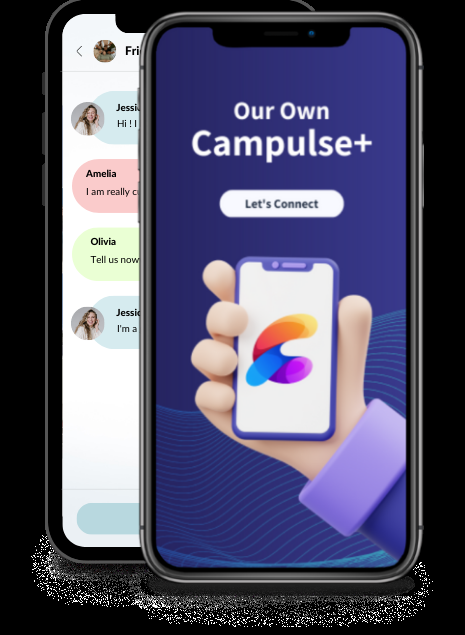 Fri
Jessi
Hi ! I
Amelia
I am really c
Olivia
Tell us now
Jessi
I'm a
Our Own
Campulse+
Let's Connect